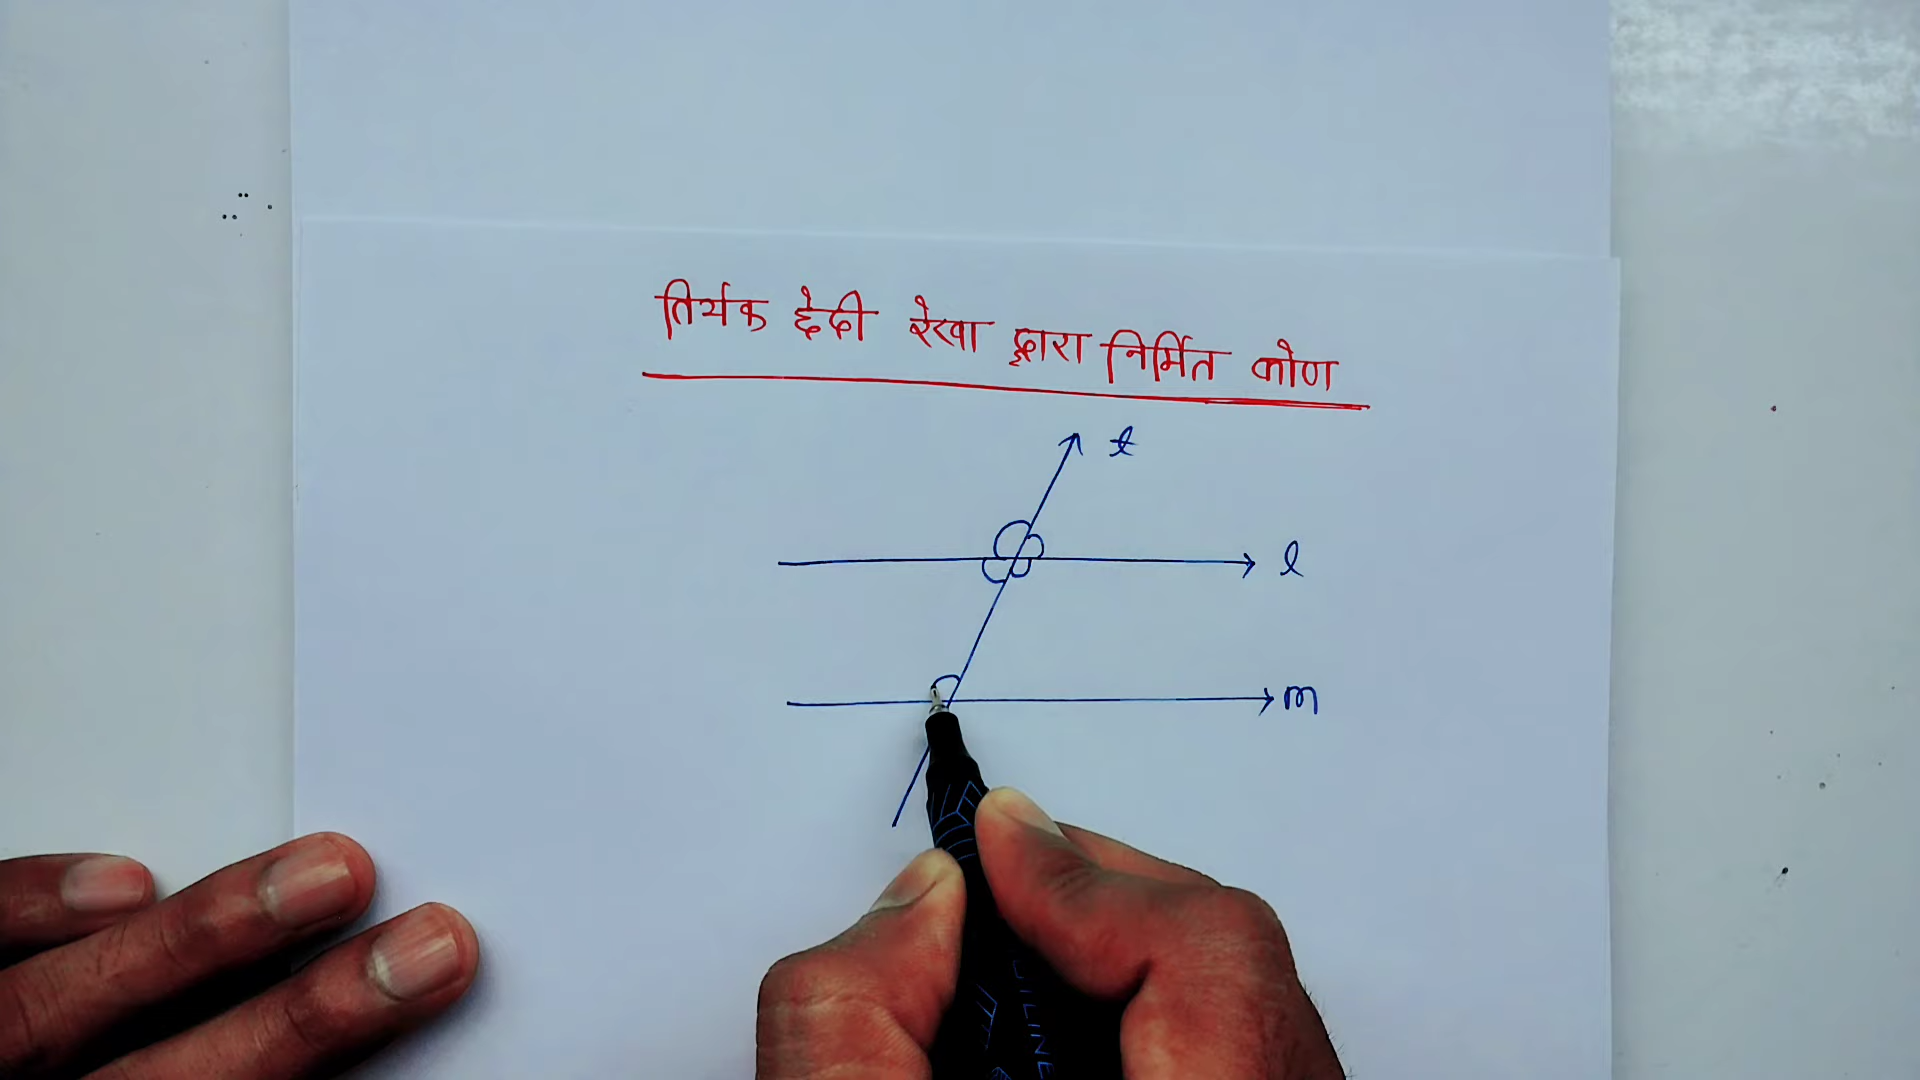 तिर्यक छेदी रेखा द्वारा निर्मित कोण
t
l
m